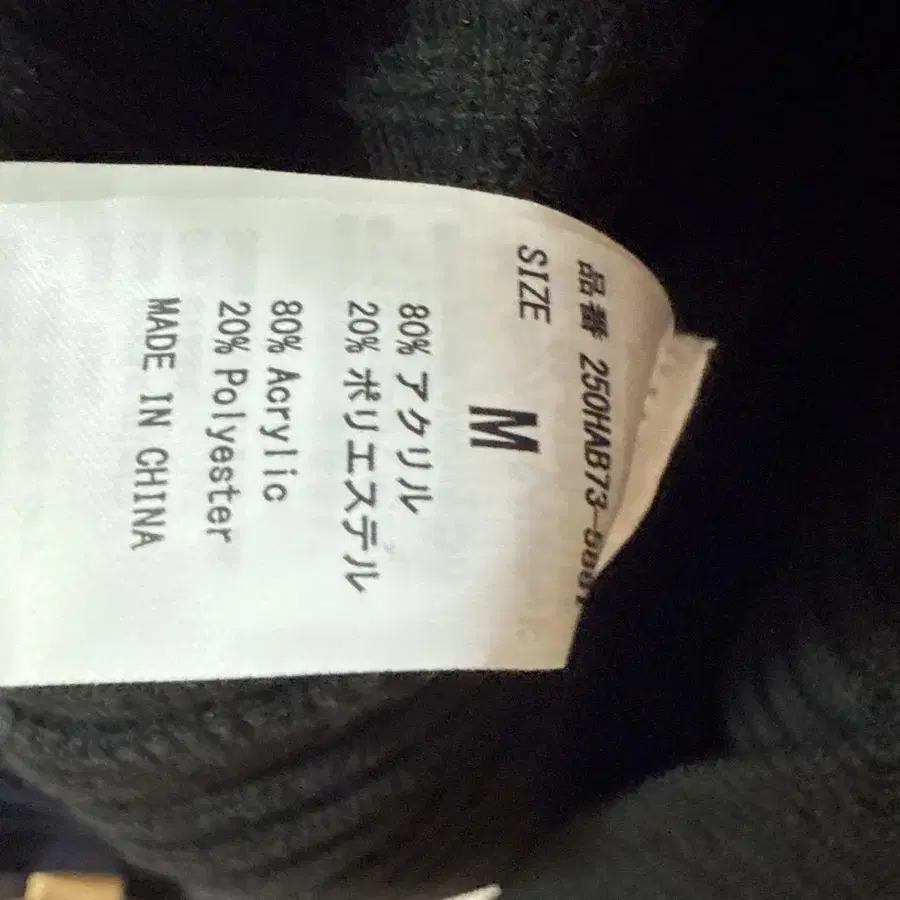 品番 250HAB73-
SIZE
M
80% アクリル
20% ポリエステル
80% Acrylic
20% Polyester
MADE IN CHINA